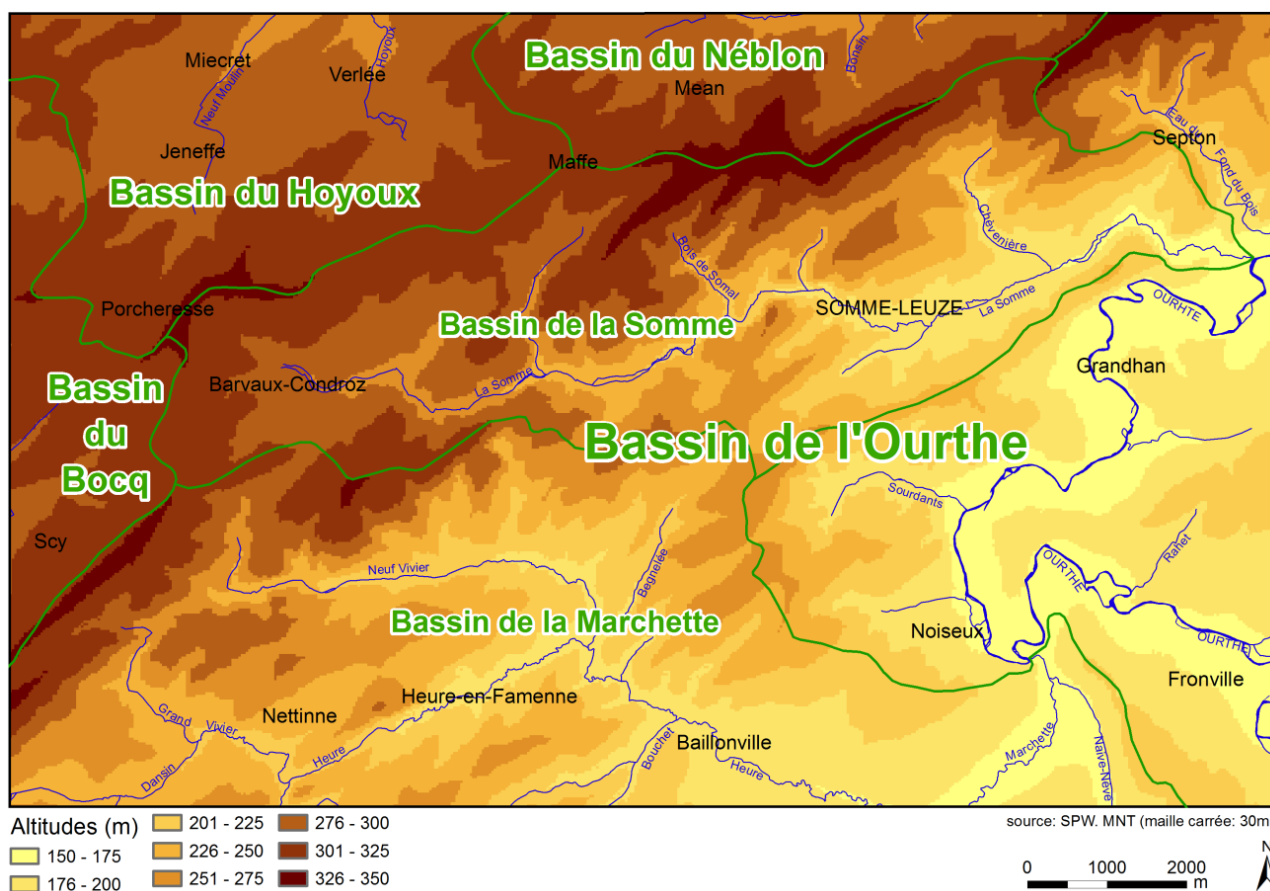 Miecret
Verlée
Hoyoux
Neuf Moulin
Bassin du Néblon
Mean
Bonsin
Jeneffe
Maffe
Septon
Eau du Fond du Bois
Bassin du Hoyoux
Chèvenière
Bois de Somal
Porcheresse
Bassin de la Somme
SOMME-LEUZE
La Somme
OURHTE
Grandhan
Bassin
du
Bocq
Barvaux-Condroz
La Somme
Bassin de l'Ourthe
Sourdants
Scy
Neuf Vivier
Begnelée
OURTHE
Rahet
Bassin de la Marchette
Noiseux
OURTHE
Fronville
Heure-en-Famenne
Nettinne
Grand Vivier
Heure
Dansin
Bouchet
Baillonville
Heure
Marchette
Naive-Nève
Altitudes (m)
150 - 175
176 - 200
201 - 225
226 - 250
251 - 275
276 - 300
301 - 325
326 - 350
source: SPW. MNT (maille carrée: 30m
N
0 1000 2000
m